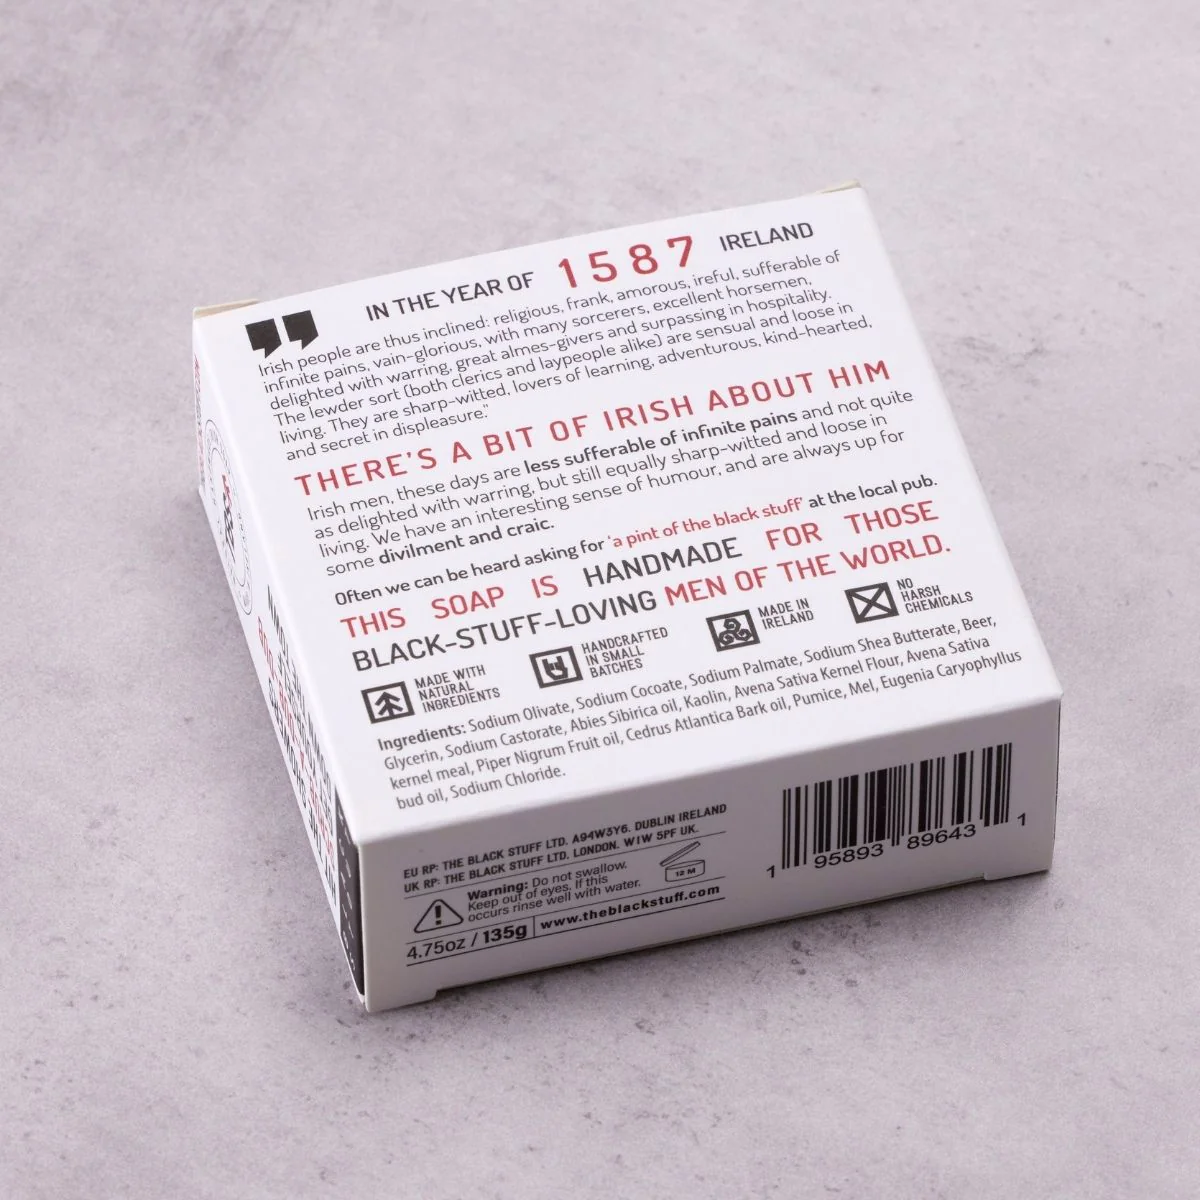 IN THE YEAR OF 1587 IRELAND
Irish people are thus inclined: religious, frank, amorous, ireful, sufferable of
infinite pains, vain-glorious, with many sorcerers, excellent horsemen,
delighted with warring, great almes-givers and surpassing in hospitality.
The lewder sort (both clerics and laypeople alike) are sensual and loose in
living. They are sharp-witted, lovers of learning, adventurous, kind-hearted,
and secret in displeasure."
THERE'S A BIT OF IRISH ABOUT HIM
Irish men, these days are less sufferable of infinite pains and not quite
as delighted with warring, but still equally sharp-witted and loose in
living. We have an interesting sense of humour, and are always up for
some divilment and craic.
Often we can be heard asking for 'a pint of the black stuff' at the local pub.
THIS SOAP IS HANDMADE FOR THOSE
BLACK-STUFF-LOVING MEN OF THE WORLD.
MADE WITH
NATURAL
INGREDIENTS
HANDCRAFTED
IN SMALL
BATCHES
MADE IN
IRELAND
NO
HARSH
CHEMICALS
Ingredients: Sodium Olivate, Sodium Cocoate, Sodium Palmate, Sodium Shea Butterate, Beer,
Glycerin, Sodium Castorate, Abies Sibirica oil, Kaolin, Avena Sativa Kernel Flour, Avena Sativa
kernel meal, Piper Nigrum Fruit oil, Cedrus Atlantica Bark oil, Pumice, Mel, Eugenia Caryophyllus
bud oil, Sodium Chloride.
EU RP: THE BLACK STUFF LTD. A94W3Y6. DUBLIN IRELAND
UK RP: THE BLACK STUFF LTD. LONDON. W1W 5PF UK.
Warning: Do not swallow.
Keep out of eyes. If this
occurs rinse well with water.
12 M
4.75oz / 135g
www.theblackstuff.com
1 95893 89643 1